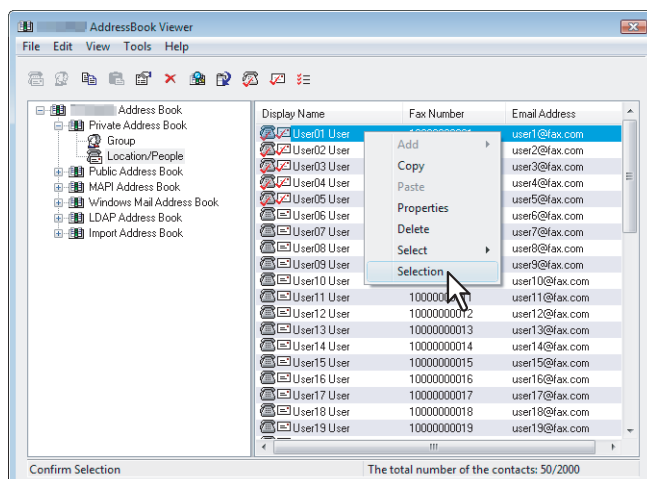 AddressBook Viewer
File Edit View Tools Help
Address Book
Private Address Book
Group
Location/People
Public Address Book
MAPI Address Book
Windows Mail Address Book
LDAP Address Book
Import Address Book
Display Name Fax Number Email Address
User01 User 10000000001 user1@fax.com
User02 User user2@fax.com
User03 User user3@fax.com
User04 User user4@fax.com
User05 User user5@fax.com
User06 User user6@fax.com
User07 User user7@fax.com
User08 User user8@fax.com
User09 User user9@fax.com
User10 User user10@fax.com
User11 User 10000000011 user11@fax.com
User12 User 10000000012 user12@fax.com
User13 User 10000000013 user13@fax.com
User14 User 10000000014 user14@fax.com
User15 User 10000000015 user15@fax.com
User16 User 10000000016 user16@fax.com
User17 User 10000000017 user17@fax.com
User18 User 10000000018 user18@fax.com
User19 User 10000000019 user19@fax.com
Add
Copy
Paste
Properties
Delete
Select
Selection
Confirm Selection The total number of the contacts: 50/2000